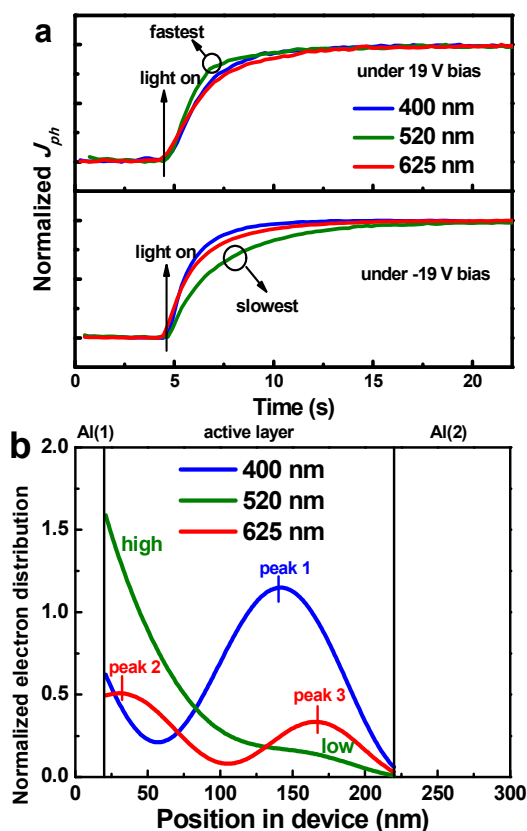 a
fastest
light on
under 19 V bias
400 nm
520 nm
625 nm
Normalized Jph
light on
slowest
under -19 V bias
0 5 10 15 20
Time (s)
b
Al(1) active layer Al(2)
2.0
1.5
1.0
0.5
0.0
400 nm
520 nm
625 nm
high
peak 1
peak 2
peak 3
low
Normalized electron distribution
0 50 100 150 200 250 300
Position in device (nm)